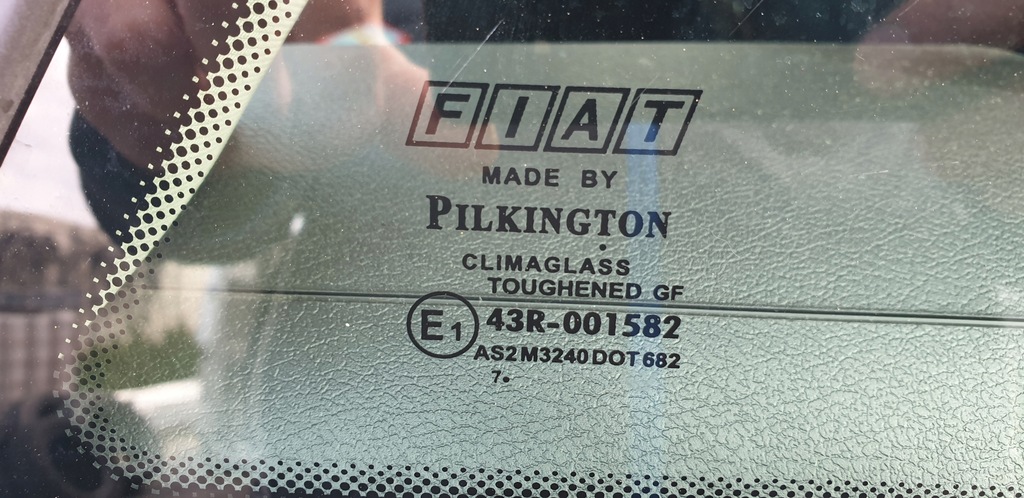 FIAT
MADE BY
PILKINGTON
CLIMAGLASS
TOUGHENED GF
E1 43R-001582
AS2 M3240 DOT 682
7.